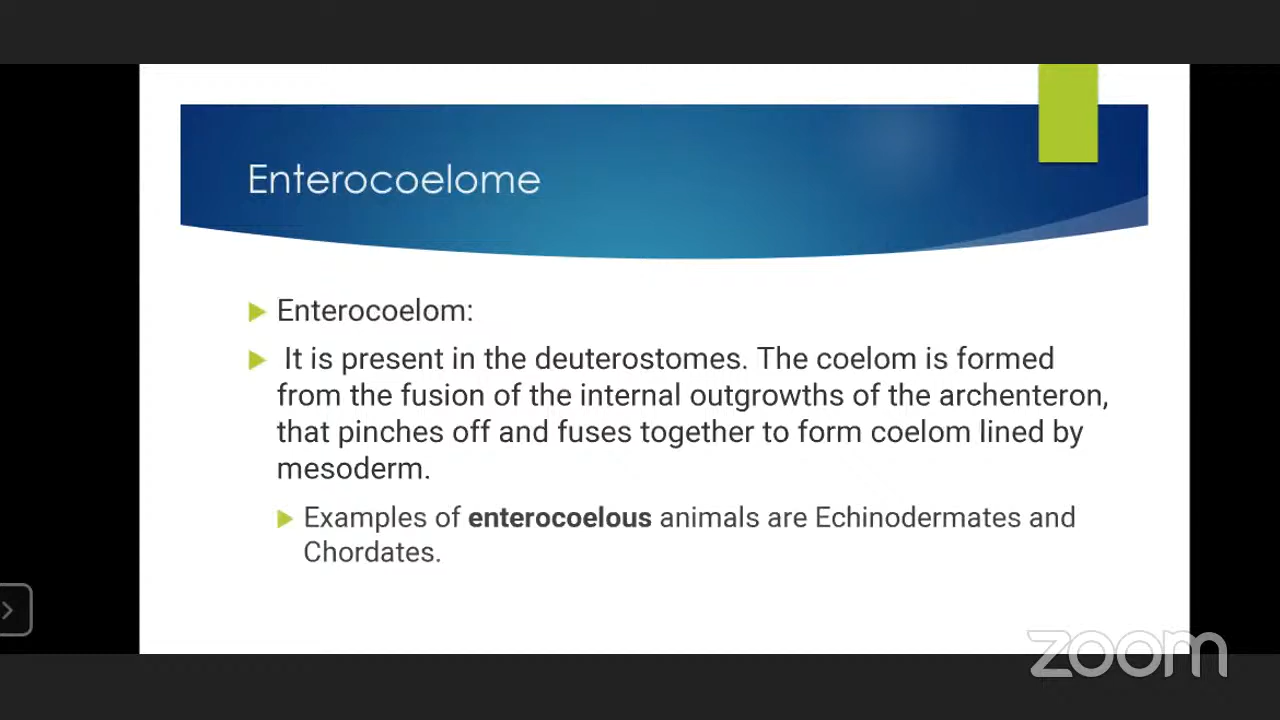 Enterocoelome
Enterocoelom:
It is present in the deuterostomes. The coelom is formed
from the fusion of the internal outgrowths of the archenteron,
that pinches off and fuses together to form coelom lined by
mesoderm.
Examples of enterocoelous animals are Echinodermates and
Chordates.
zoom